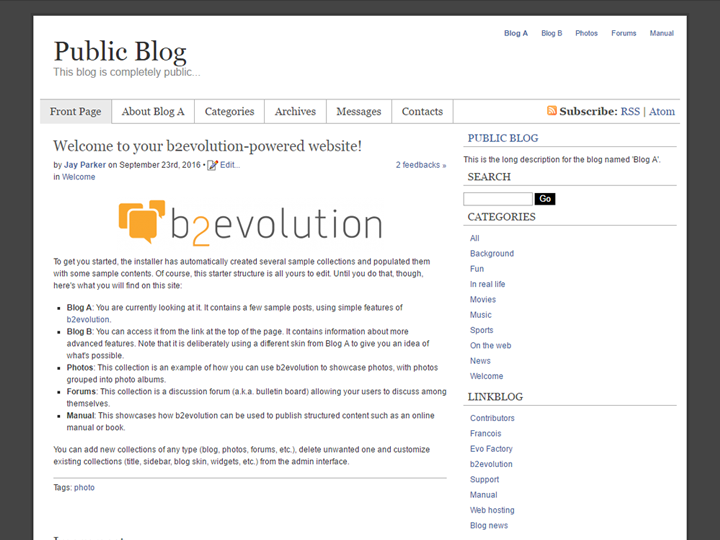 Blog A Blog B Photos Forums Manual
Public Blog
This blog is completely public...
Front Page About Blog A Categories Archives Messages Contacts
Subscribe: RSS | Atom
Welcome to your b2evolution-powered website!
by Jay Parker on September 23rd, 2016 • Edit...
2 feedbacks »
in Welcome
b2evolution
To get you started, the installer has automatically created several sample collections and populated them
with some sample contents. Of course, this starter structure is all yours to edit. Until you do that, though,
here's what you will find on this site:
Blog A: You are currently looking at it. It contains a few sample posts, using simple features of
b2evolution.
Blog B: You can access it from the link at the top of the page. It contains information about more
advanced features. Note that it is deliberately using a different skin from Blog A to give you an idea of
what's possible.
Photos: This collection is an example of how you can use b2evolution to showcase photos, with photos
grouped into photo albums.
Forums: This collection is a discussion forum (a.k.a. bulletin board) allowing your users to discuss among
themselves.
Manual: This showcases how b2evolution can be used to publish structured content such as an online
manual or book.
You can add new collections of any type (blog, photos, forums, etc.), delete unwanted one and customize
existing collections (title, sidebar, blog skin, widgets, etc.) from the admin interface.
Tags: photo
PUBLIC BLOG
This is the long description for the blog named 'Blog A'.
SEARCH
Go
CATEGORIES
All
Background
Fun
In real life
Movies
Music
Sports
On the web
News
Welcome
LINKBLOG
Contributors
Francois
Evo Factory
b2evolution
Support
Manual
Web hosting
Blog news